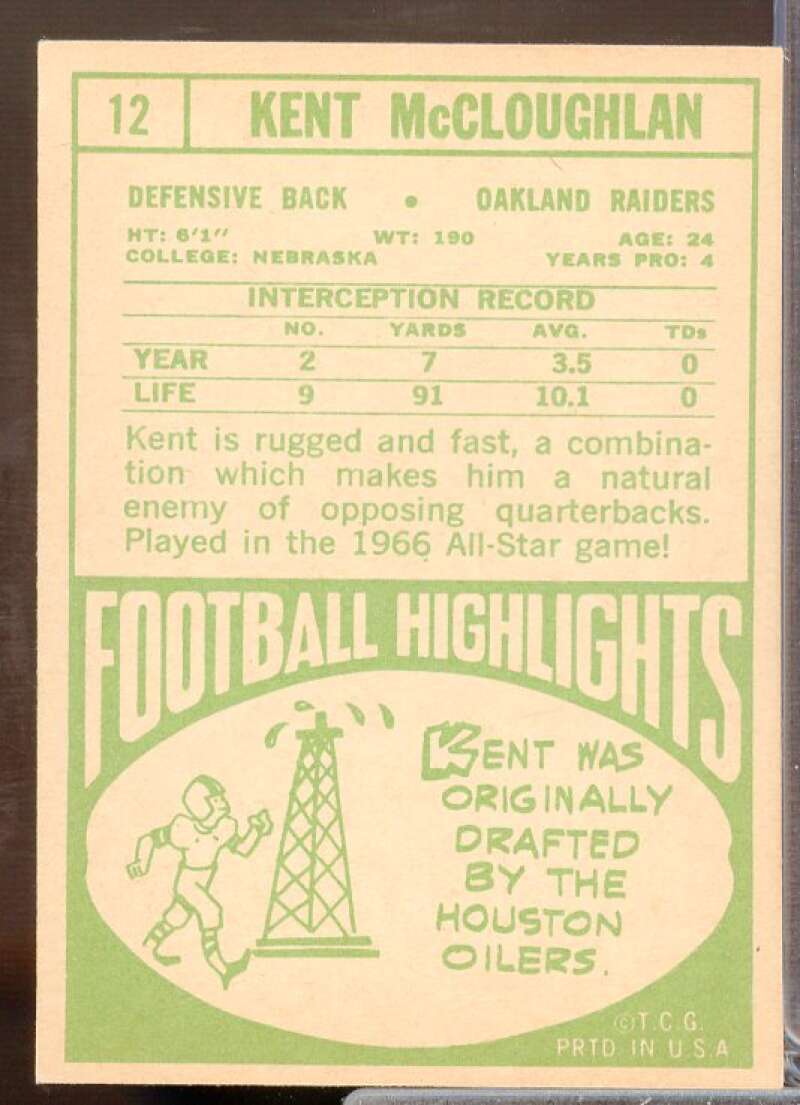 12 KENT McCLOUGHLAN
DEFENSIVE BACK • OAKLAND RAIDERS
HT: 6'1" WT: 190 AGE: 24
COLLEGE: NEBRASKA YEARS PRO: 4
INTERCEPTION RECORD
NO. YARDS AVG. TDs
YEAR 2 7 3.5 0
LIFE 9 91 10.1 0
Kent is rugged and fast, a combina-
tion which makes him a natural
enemy of opposing quarterbacks.
Played in the 1966 All-Star game!
FOOTBALL HIGHLIGHTS
KENT WAS
ORIGINALLY
DRAFTED
BY THE
HOUSTON
OILERS.
©T.C.G.
PRTD. IN U.S.A